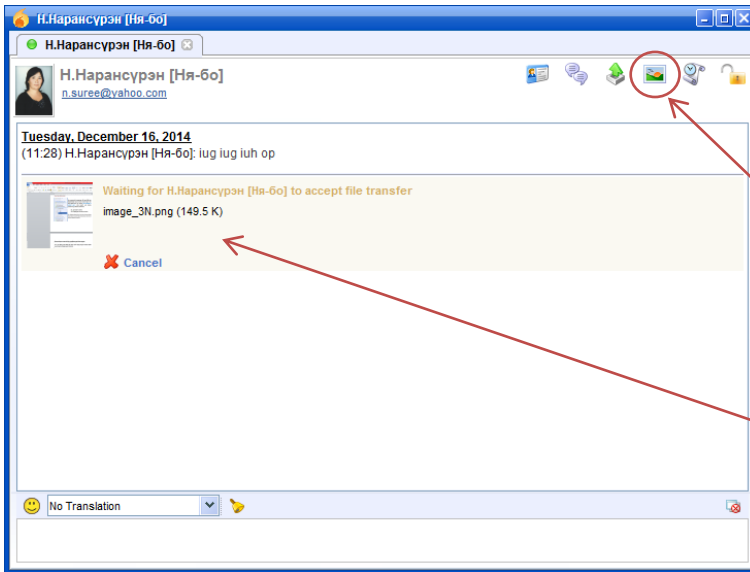 Н.Нарансүрэн [Ня-бо]
Н.Нарансүрэн [Ня-бо]
Н.Нарансүрэн [Ня-бо]
n.suree@yahoo.com
Tuesday, December 16, 2014
(11:28) Н.Нарансүрэн [Ня-бо]: iug iug iuh op
Waiting for Н.Нарансүрэн [Ня-бо] to accept file transfer
image_3N.png (149.5 K)
Cancel
No Translation